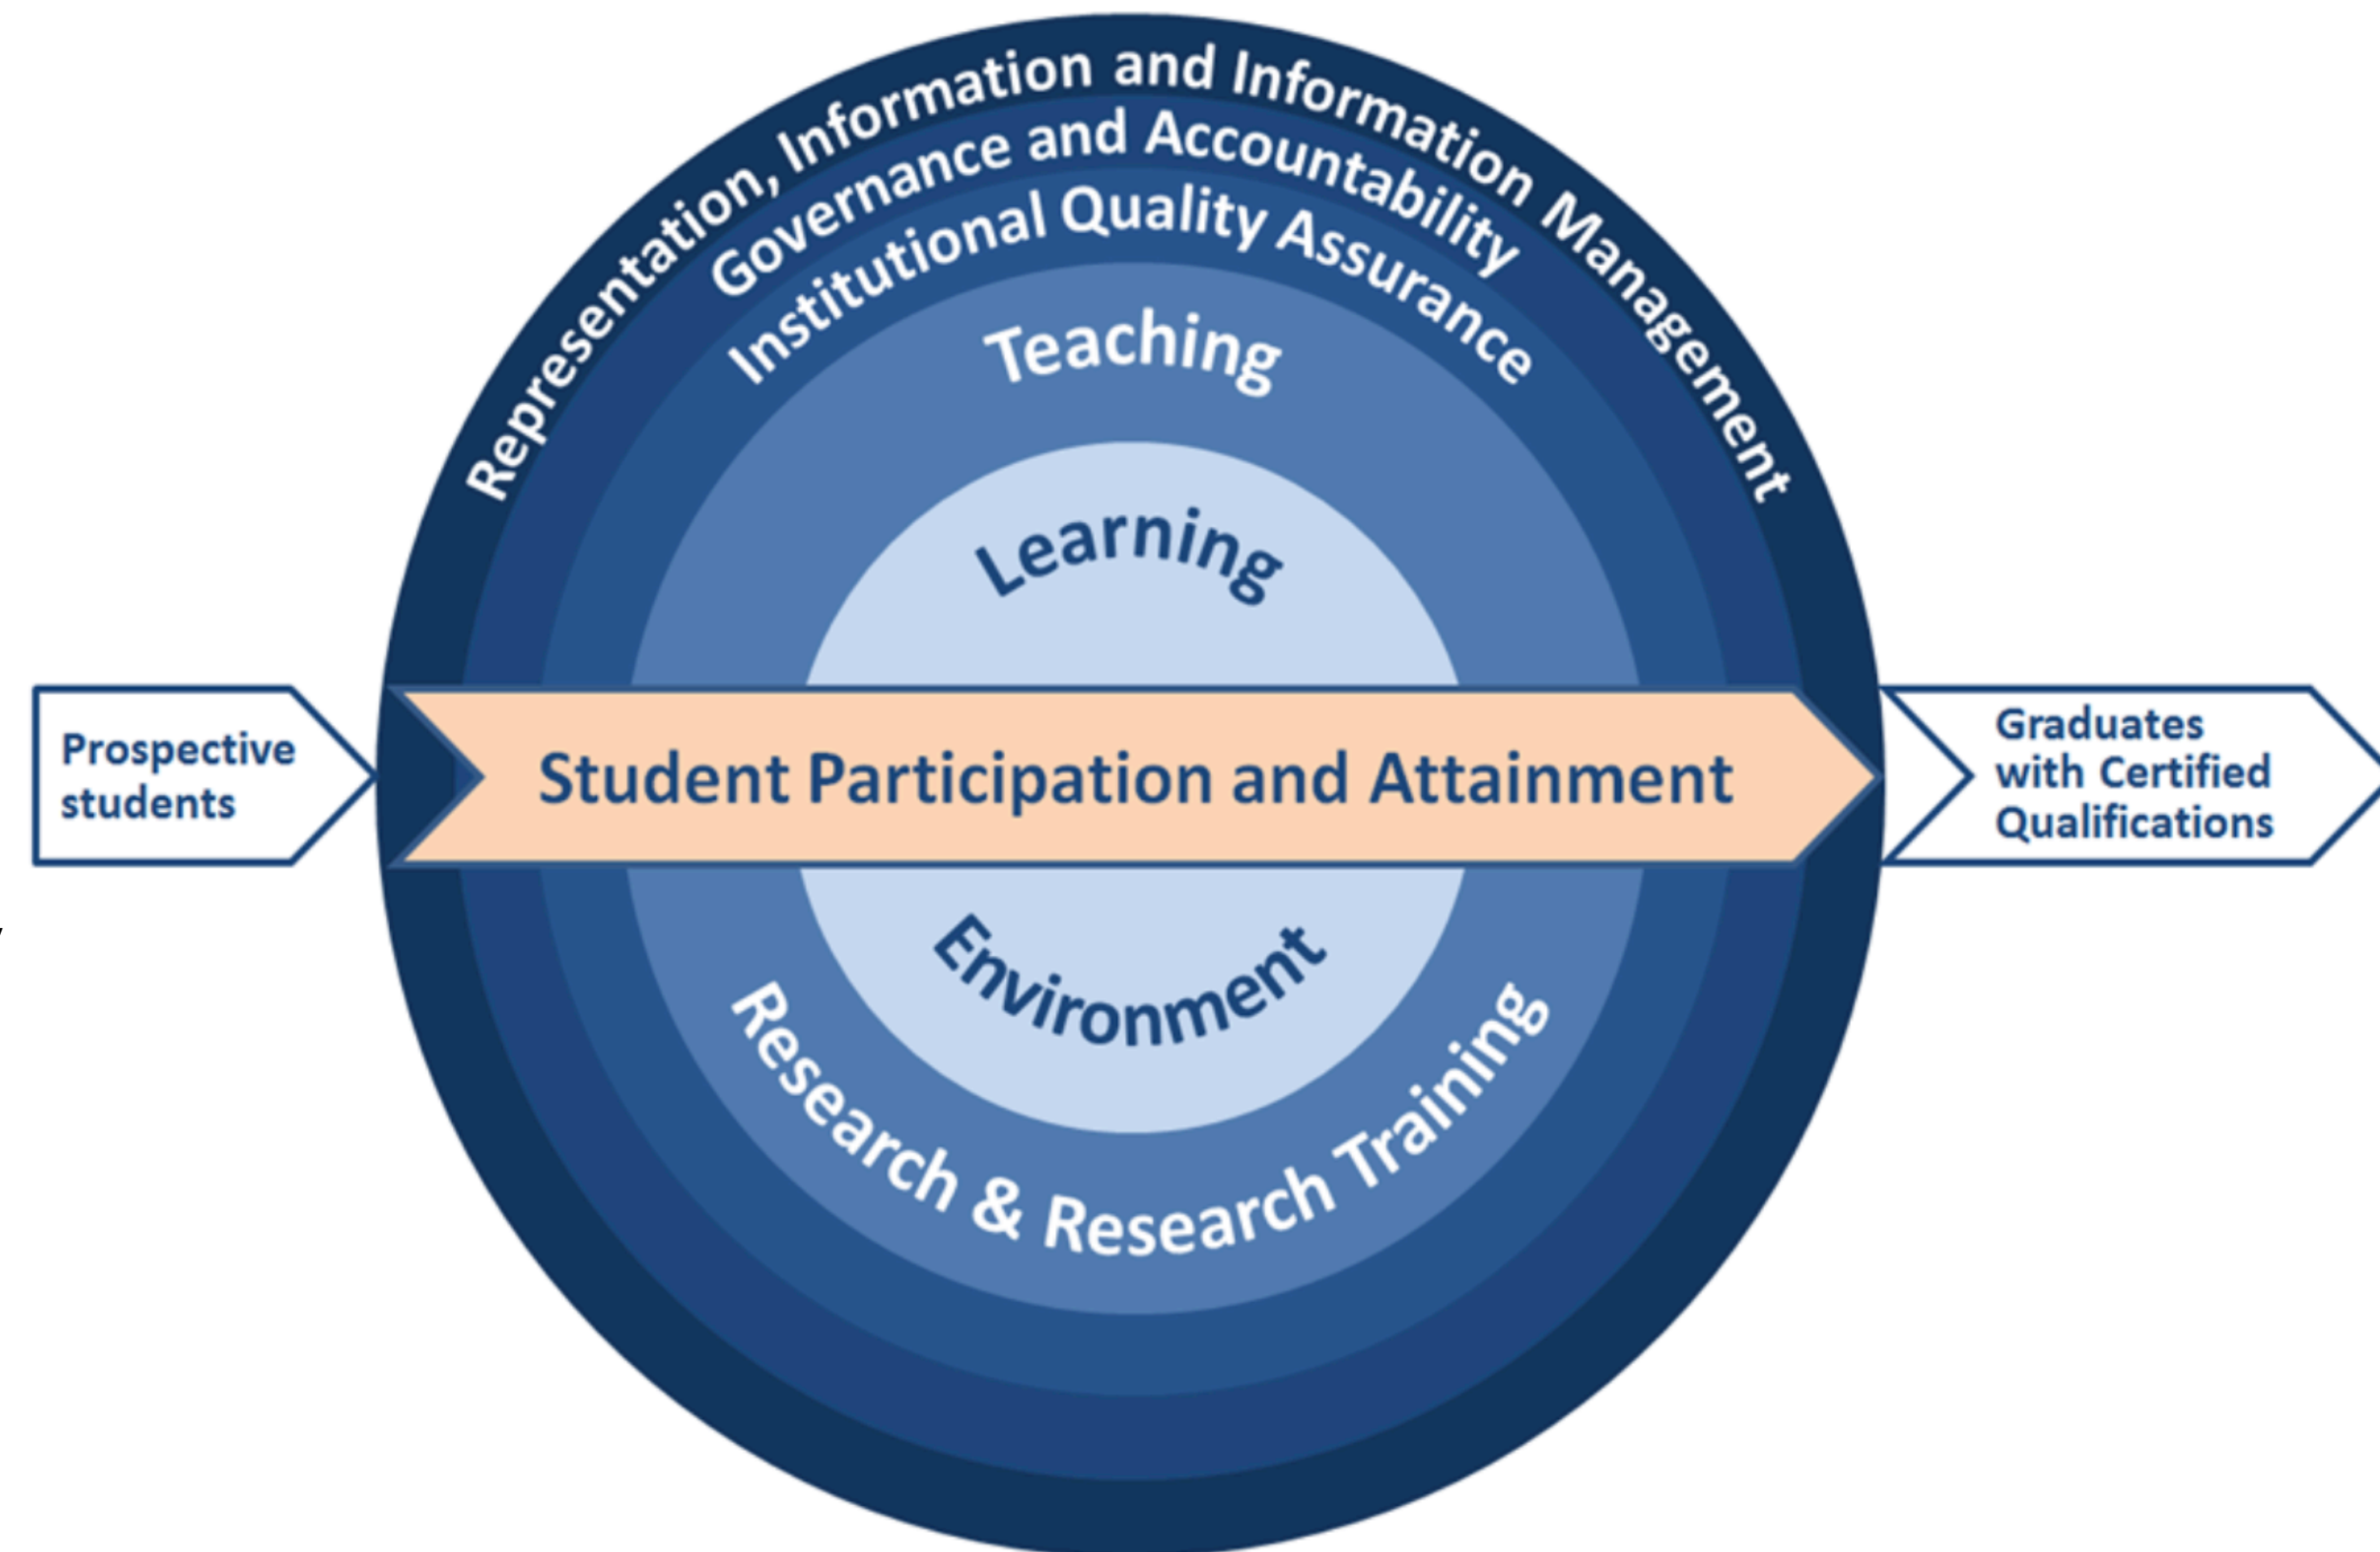 Representation, Information and Information Management
Governance and Accountability
Institutional Quality Assurance
Teaching
Learning
Prospective
students
Student Participation and Attainment
Graduates
with Certified
Qualifications
Environment
Research & Research Training